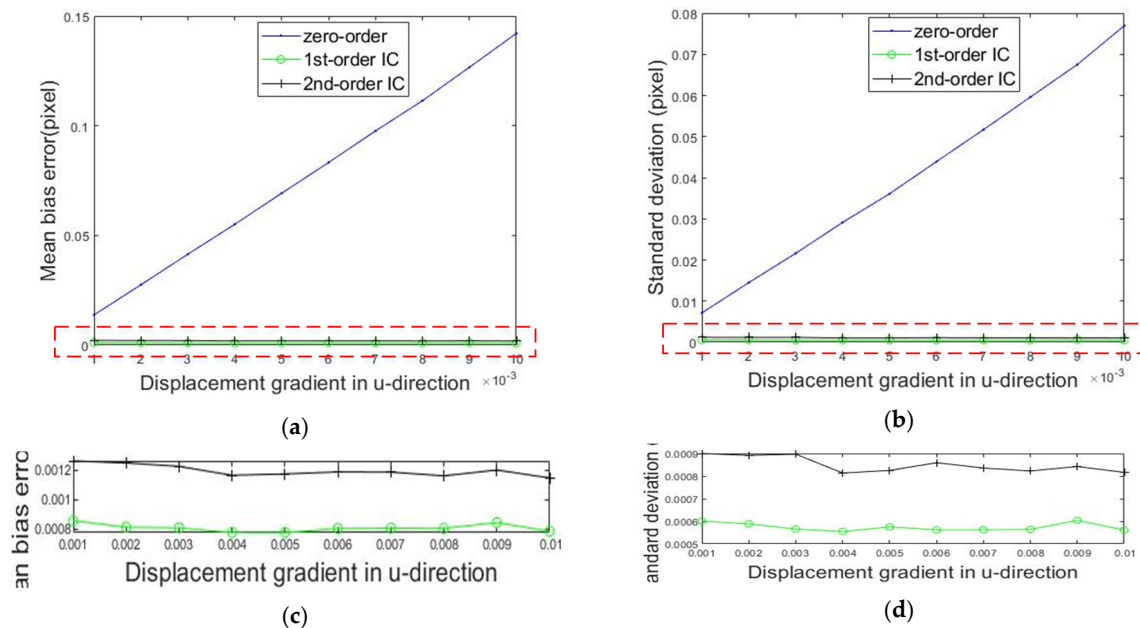 0.15
0.1
0.05
0
Mean bias error(pixel)
zero-order
1st-order IC
2nd-order IC
1 2 3 4 5 6 7 8 9 10
Displacement gradient in u-direction ×10⁻³
(a)
0.08
0.07
0.06
0.05
0.04
0.03
0.02
0.01
0
Standard deviation (pixel)
zero-order
1st-order IC
2nd-order IC
1 2 3 4 5 6 7 8 9 10
Displacement gradient in u-direction ×10⁻³
(b)
0.0012
0.001
0.0008
an bias erro
0.001 0.002 0.003 0.004 0.005 0.006 0.007 0.008 0.009 0.01
Displacement gradient in u-direction
(c)
0.0009
0.0008
0.0007
0.0006
0.0005
andard deviation (
0.001 0.002 0.003 0.004 0.005 0.006 0.007 0.008 0.009 0.01
Displacement gradient in u-direction
(d)